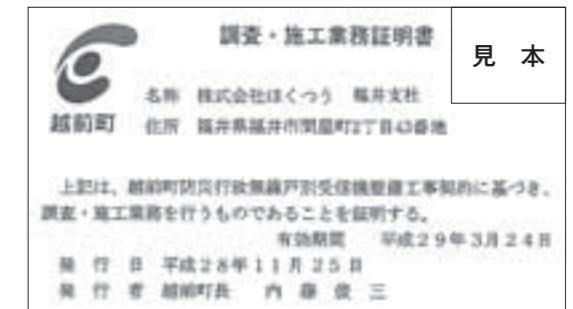 調査・施工業務証明書
見 本
名称 株式会社ほくつう 福井支社
越前町 住所 福井県福井市問屋町2丁目43番地
上記は、越前町防災行政無線戸別受信機整備工事契約に基づき、
調査・施工業務を行うものであることを証明する。
有効期間 平成29年3月24日
発 行 日 平成28年11月25日
発 行 者 越前町長 内 藤 俊 三